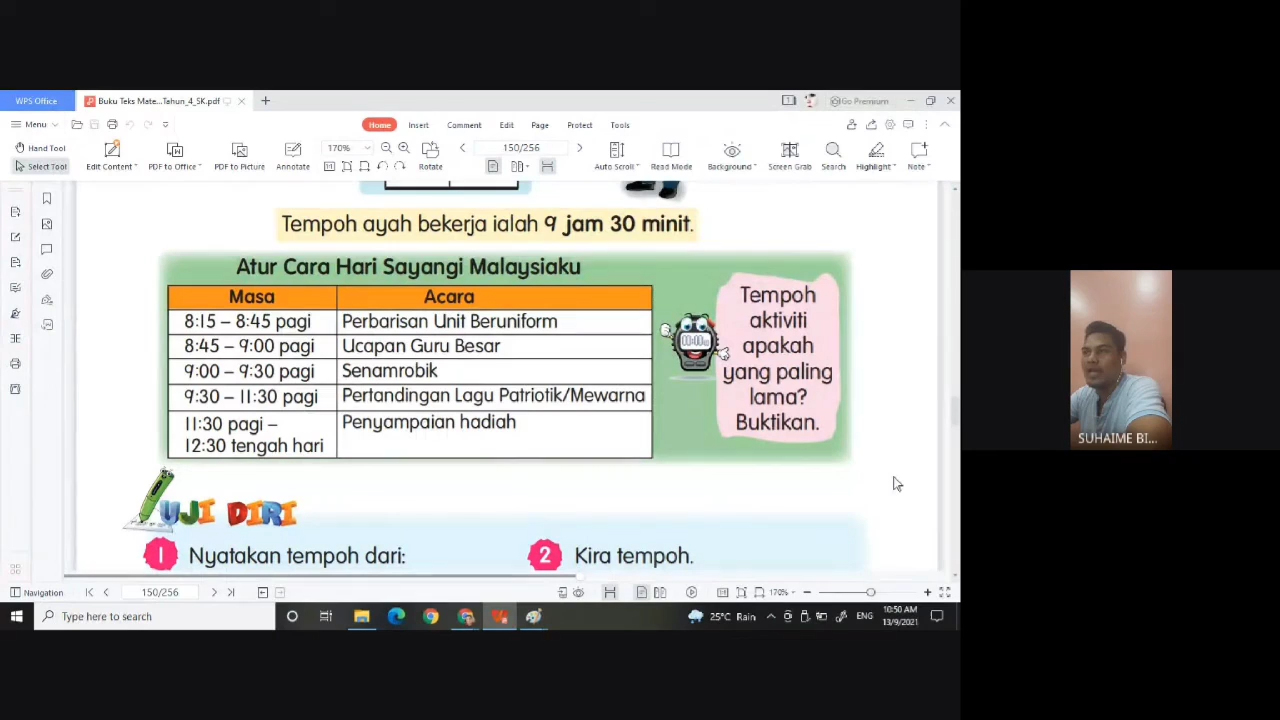 WPS Office
Buku Teks Mate...Tahun_4_SK.pdf
Go Premium
Menu
Home Insert Comment Edit Page Protect Tools
Hand Tool
Select Tool
Edit Content
PDF to Office
PDF to Picture
Annotate
170%
Rotate
150/256
Auto Scroll
Read Mode
Background
Screen Grab
Search
Highlight
Note
Tempoh ayah bekerja ialah 9 jam 30 minit.
Atur Cara Hari Sayangi Malaysiaku
Masa Acara
8:15 – 8:45 pagi Perbarisan Unit Beruniform
8:45 – 9:00 pagi Ucapan Guru Besar
9:00 – 9:30 pagi Senamrobik
9:30 – 11:30 pagi Pertandingan Lagu Patriotik/Mewarna
11:30 pagi – Penyampaian hadiah
12:30 tengah hari
Tempoh
aktiviti
apakah
yang paling
lama?
Buktikan.
UJI DIRI
1 Nyatakan tempoh dari:
2 Kira tempoh.
SUHAIME BI...
Navigation
150/256
170%
Type here to search
25°C Rain
ENG
10:50 AM
13/9/2021